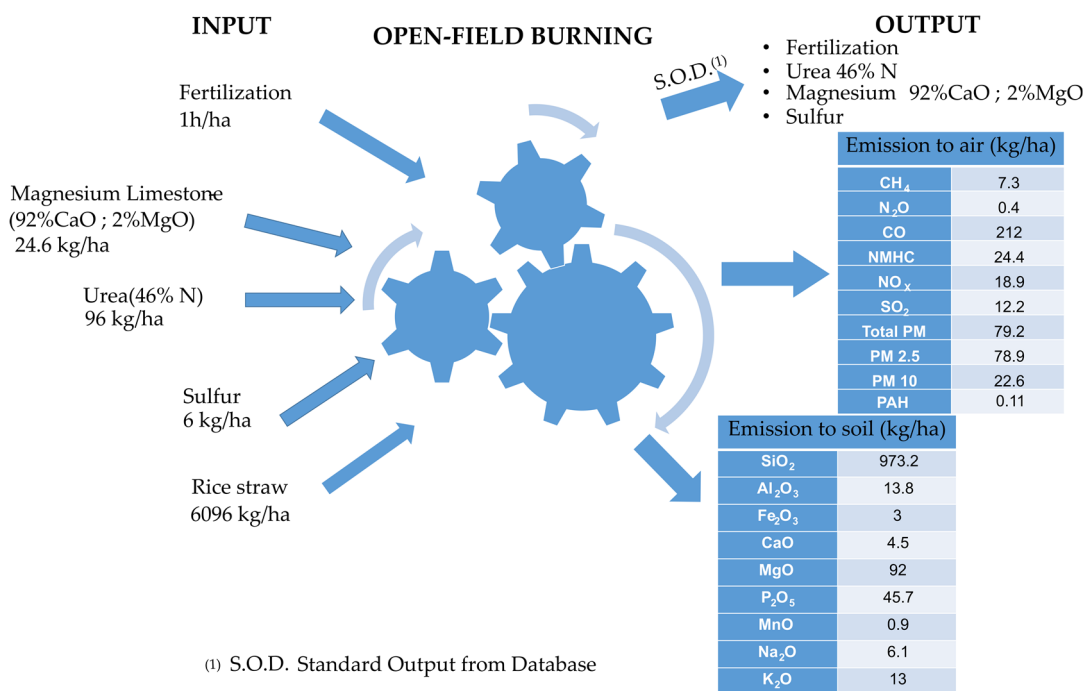 INPUT
OPEN-FIELD BURNING
OUTPUT
Fertilization
1h/ha
Magnesium Limestone
(92%CaO ; 2%MgO)
24.6 kg/ha
Urea(46% N)
96 kg/ha
Sulfur
6 kg/ha
Rice straw
6096 kg/ha
S.O.D.(1)
• Fertilization
• Urea 46% N
• Magnesium 92%CaO ; 2%MgO
• Sulfur
Emission to air (kg/ha)
CH4 7.3
N2O 0.4
CO 212
NMHC 24.4
NOX 18.9
SO2 12.2
Total PM 79.2
PM 2.5 78.9
PM 10 22.6
PAH 0.11
Emission to soil (kg/ha)
SiO2 973.2
Al2O3 13.8
Fe2O3 3
CaO 4.5
MgO 92
P2O5 45.7
MnO 0.9
Na2O 6.1
K2O 13
(1) S.O.D. Standard Output from Database